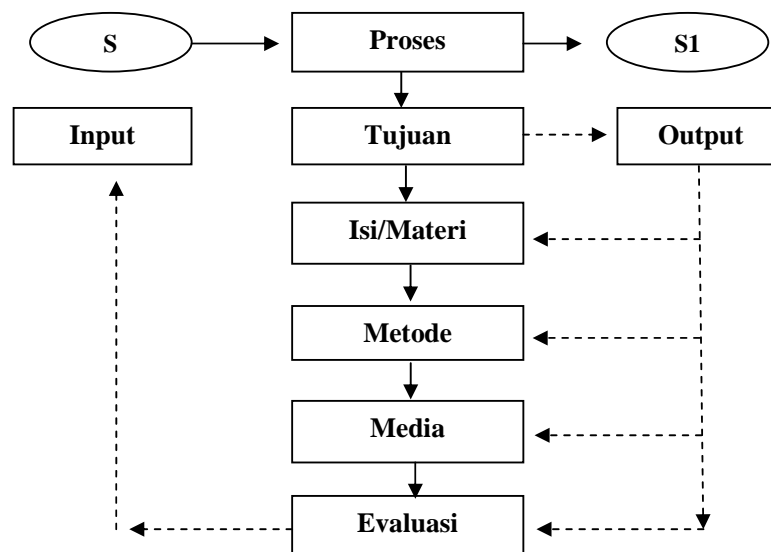 S
Proses
S1
Input
Tujuan
Output
Isi/Materi
Metode
Media
Evaluasi